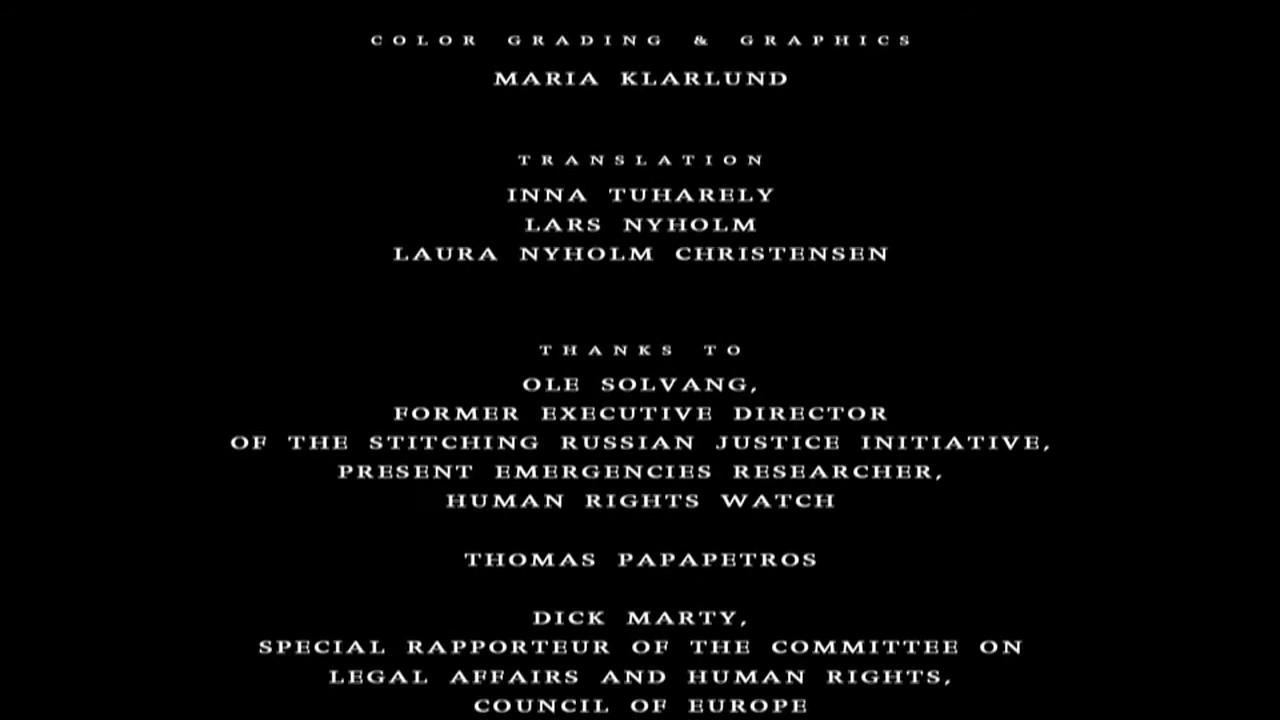 COLOR GRADING & GRAPHICS
MARIA KLARLUND
TRANSLATION
INNA TUHARELY
LARS NYHOLM
LAURA NYHOLM CHRISTENSEN
THANKS TO
OLE SOLVANG,
FORMER EXECUTIVE DIRECTOR
OF THE STITCHING RUSSIAN JUSTICE INITIATIVE,
PRESENT EMERGENCIES RESEARCHER,
HUMAN RIGHTS WATCH
THOMAS PAPAPETROS
DICK MARTY,
SPECIAL RAPPORTEUR OF THE COMMITTEE ON
LEGAL AFFAIRS AND HUMAN RIGHTS,
COUNCIL OF EUROPE